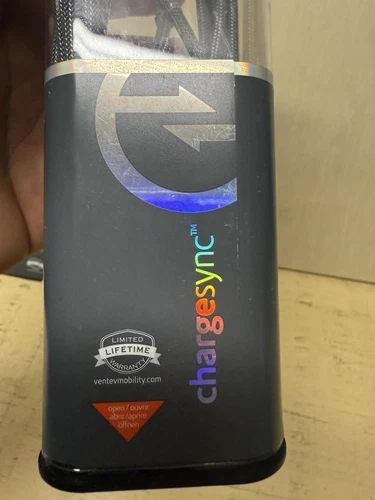 chargesync™
LIMITED
LIFETIME
WARRANTY
ventevmobility.com
open / ouvrir
abrir / aprire
öffnen